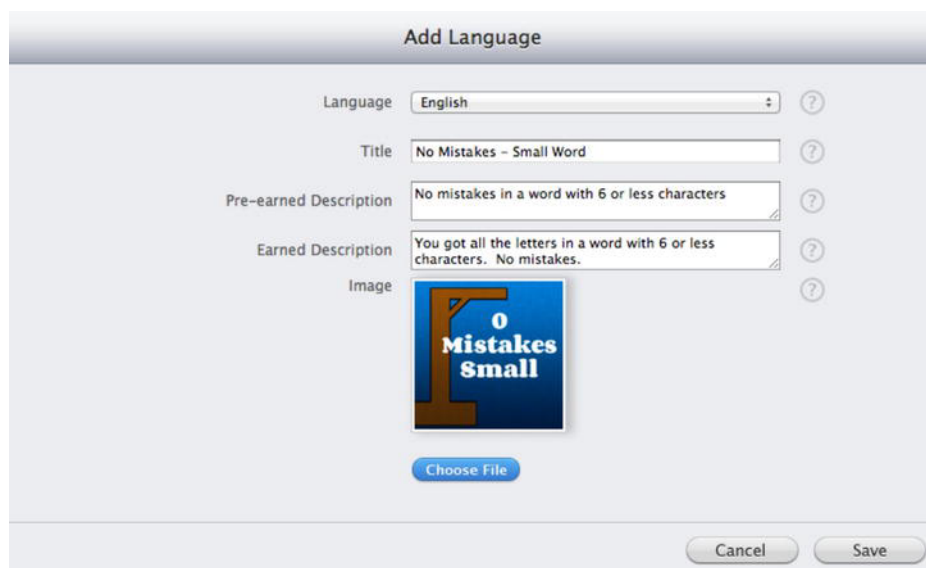 Add Language
Language English ?
Title No Mistakes - Small Word ?
Pre-earned Description No mistakes in a word with 6 or less characters ?
Earned Description You got all the letters in a word with 6 or less
characters. No mistakes. ?
Image ?
0
Mistakes
Small
Choose File
Cancel Save